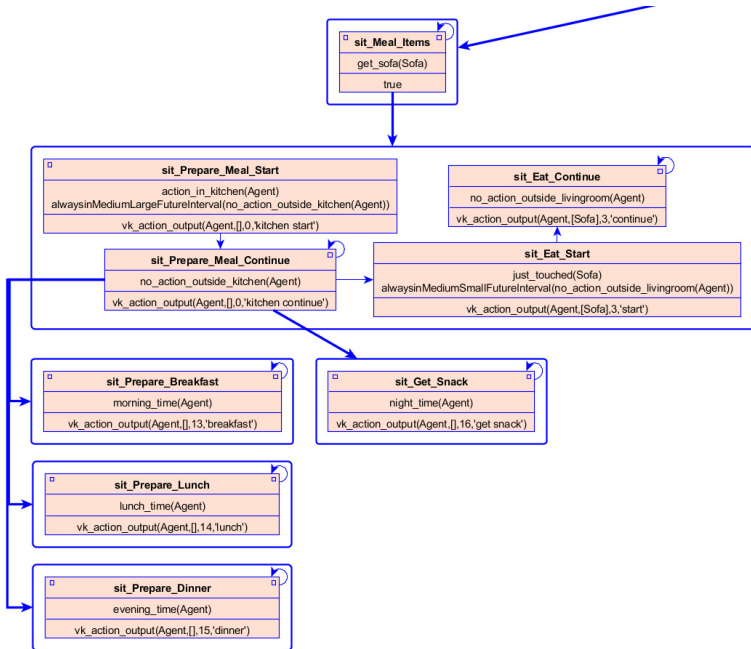 sit_Meal_Items
get_sofa(Sofa)
true
sit_Prepare_Meal_Start
action_in_kitchen(Agent)
alwaysinMediumLargeFutureInterval(no_action_outside_kitchen(Agent))
vk_action_output(Agent,[],0,'kitchen start')
sit_Eat_Continue
no_action_outside_livingroom(Agent)
vk_action_output(Agent,[Sofa],3,'continue')
sit_Prepare_Meal_Continue
no_action_outside_kitchen(Agent)
vk_action_output(Agent,[],0,'kitchen continue')
sit_Eat_Start
just_touched(Sofa)
alwaysinMediumSmallFutureInterval(no_action_outside_livingroom(Agent))
vk_action_output(Agent,[Sofa],3,'start')
sit_Prepare_Breakfast
morning_time(Agent)
vk_action_output(Agent,[],13,'breakfast')
sit_Get_Snack
night_time(Agent)
vk_action_output(Agent,[],16,'get snack')
sit_Prepare_Lunch
lunch_time(Agent)
vk_action_output(Agent,[],14,'lunch')
sit_Prepare_Dinner
evening_time(Agent)
vk_action_output(Agent,[],15,'dinner')